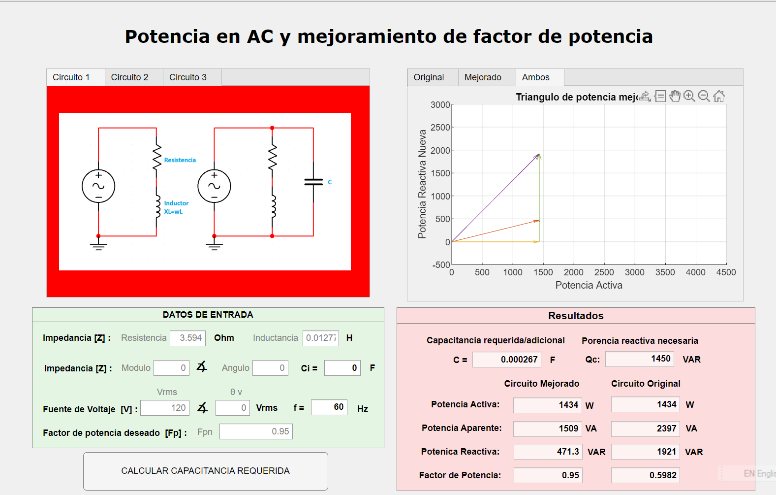 Potencia en AC y mejoramiento de factor de potencia
Circuito 1 Circuito 2 Circuito 3
Resistencia
Inductor
XL=wL
C
Original Mejorado Ambos
Triangulo de potencia mejo
3000
2500
2000
1500
1000
500
0
-500
0 500 1000 1500 2000 2500 3000 3500 4000 4500
Potencia Reactiva Nueva
Potencia Activa
DATOS DE ENTRADA
Impedancia [Z] : Resistencia 3.594 Ohm Inductancia 0.01277 H
Impedancia [Z] : Modulo 0 Angulo 0 Ci = 0 F
Vrms θ v
Fuente de Voltaje [V] : 120 0 Vrms f = 60 Hz
Factor de potencia deseado [Fp] : Fpn 0.95
CALCULAR CAPACITANCIA REQUERIDA
Resultados
Capacitancia requerida/adicional Porencia reactiva necesaria
C = 0.000267 F Qc: 1450 VAR
Circuito Mejorado Circuito Original
Potencia Activa: 1434 W 1434 W
Potencia Aparente: 1509 VA 2397 VA
Potenica Reactiva: 471.3 VAR 1921 VAR
Factor de Potencia: 0.95 0.5982
EN Englis